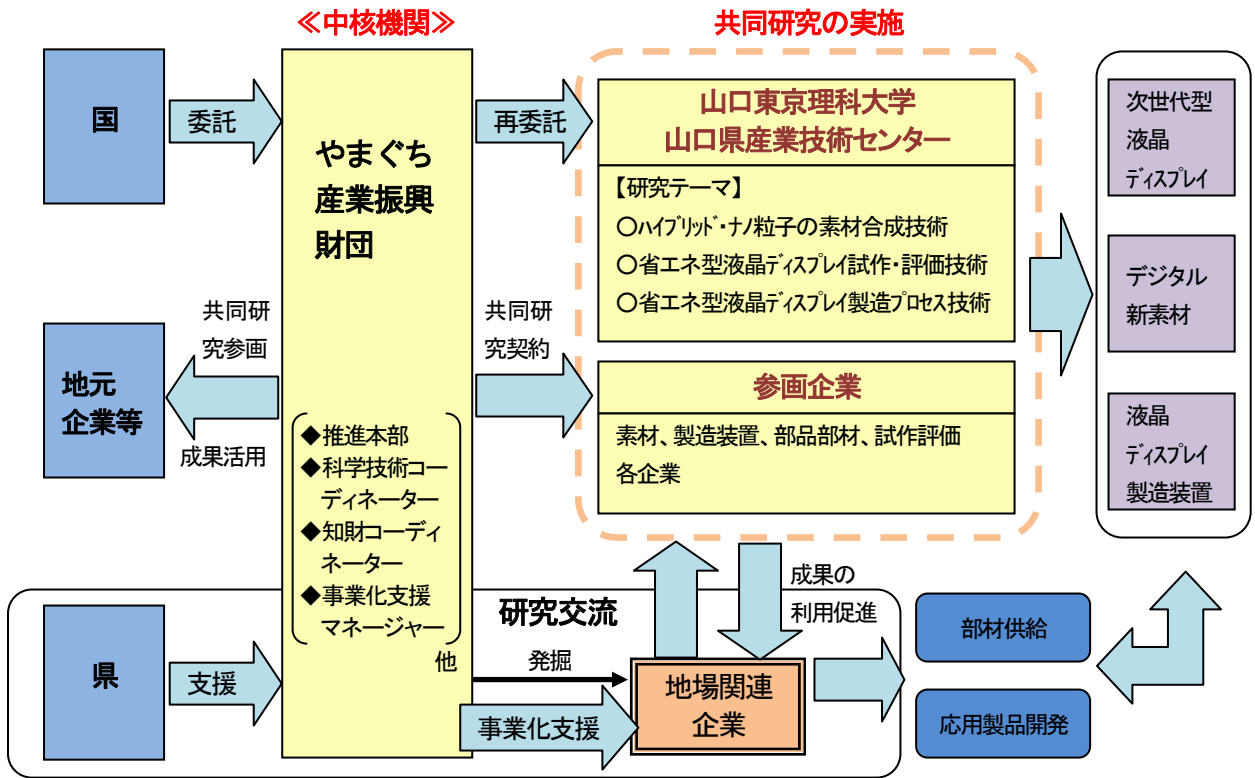 ≪中核機関≫
共同研究の実施
国
委託
やまぐち
産業振興
財団
再委託
山口東京理科大学
山口県産業技術センター
【研究テーマ】
○ハイブリッド・ナノ粒子の素材合成技術
○省エネ型液晶ディスプレイ試作・評価技術
○省エネ型液晶ディスプレイ製造プロセス技術
次世代型
液晶
ディスプレイ
デジタル
新素材
液晶
ディスプレイ
製造装置
地元
企業等
共同研
究参画
成果活用
共同研
究契約
参画企業
素材、製造装置、部品部材、試作評価
各企業
◆推進本部
◆科学技術コー
ディネーター
◆知財コーディ
ネーター
◆事業化支援
マネージャー
他
研究交流
成果の
利用促進
県
支援
発掘
事業化支援
地場関連
企業
部材供給
応用製品開発